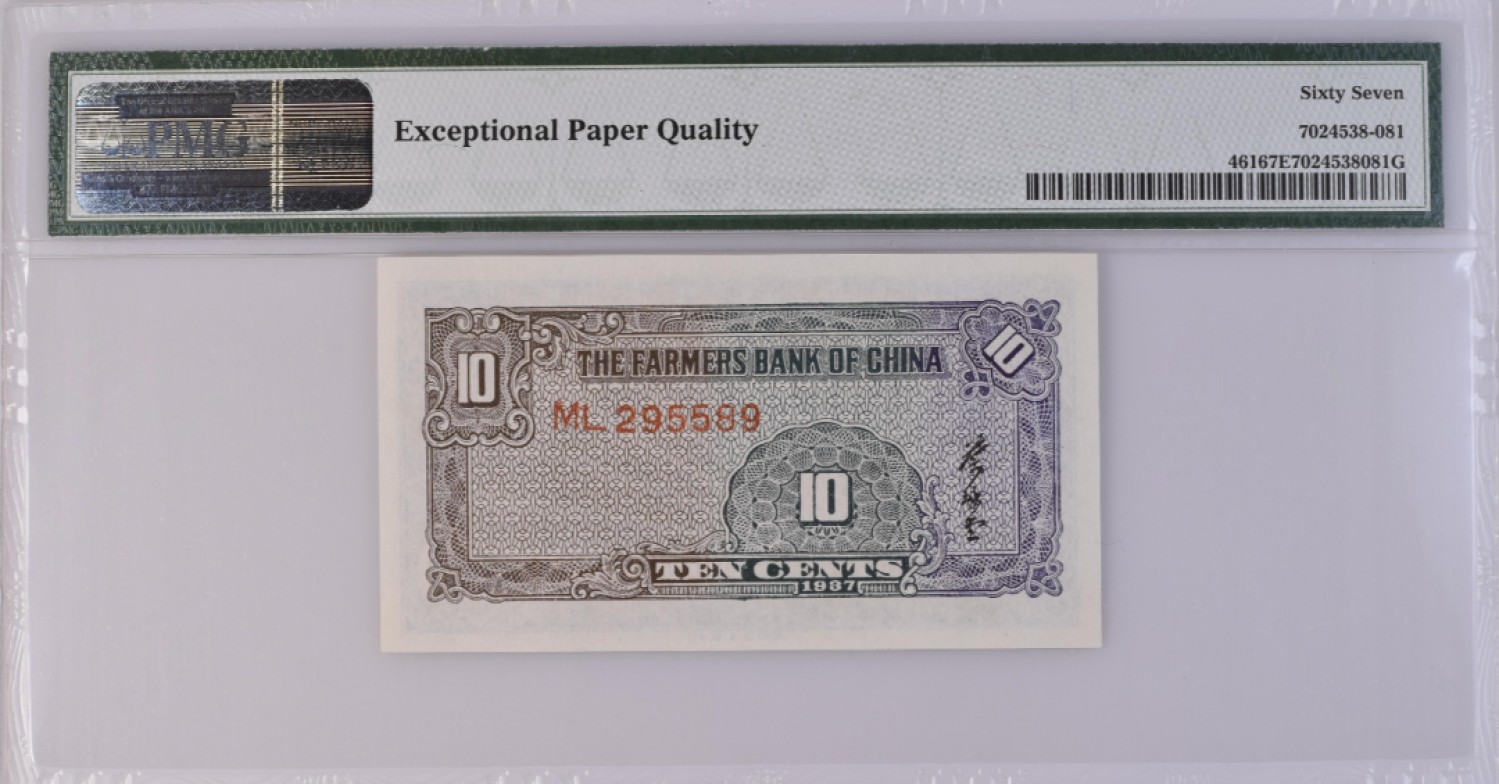 PMG
Exceptional Paper Quality
Sixty Seven
7024538-081
46167E7024538081G
10
THE FARMERS BANK OF CHINA
10
ML 295589
10
TEN CENTS
1937